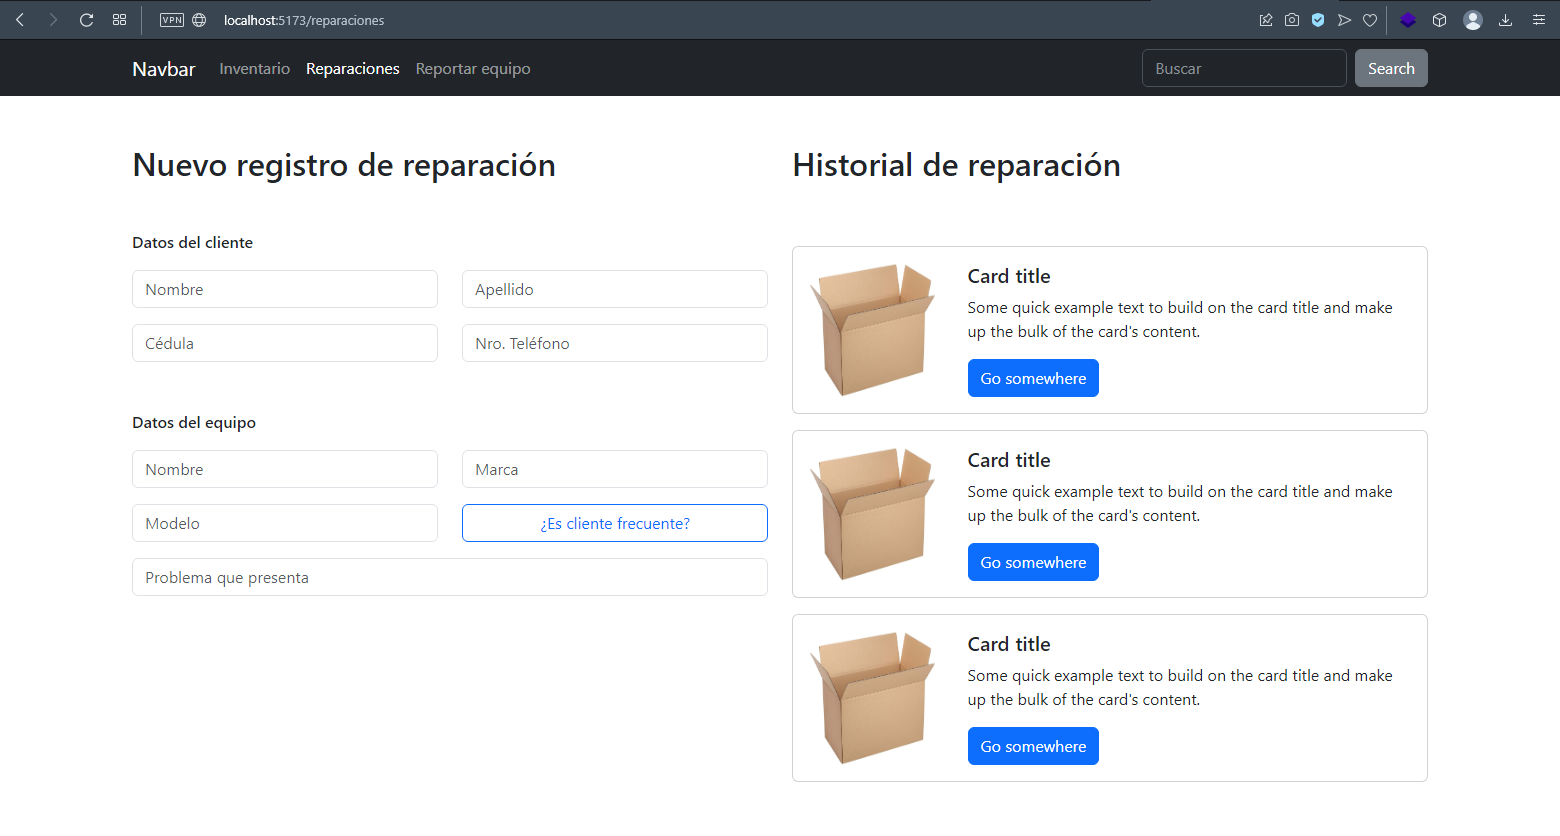 VPN
localhost:5173/reparaciones
Navbar Inventario Reparaciones Reportar equipo Buscar Search
Nuevo registro de reparación
Datos del cliente
Nombre Apellido
Cédula Nro. Teléfono
Datos del equipo
Nombre Marca
Modelo ¿Es cliente frecuente?
Problema que presenta
Historial de reparación
Card title
Some quick example text to build on the card title and make
up the bulk of the card's content.
Go somewhere
Card title
Some quick example text to build on the card title and make
up the bulk of the card's content.
Go somewhere
Card title
Some quick example text to build on the card title and make
up the bulk of the card's content.
Go somewhere